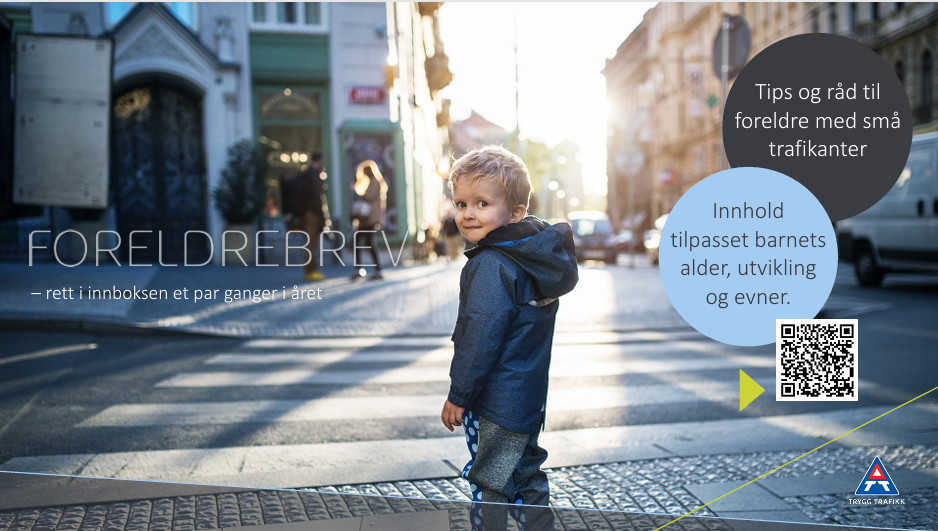 FORELDREBREV
– rett i innboksen et par ganger i året
Tips og råd til
foreldre med små
trafikanter
Innhold
tilpasset barnets
alder, utvikling
og evner.
TRYGG TRAFIKK